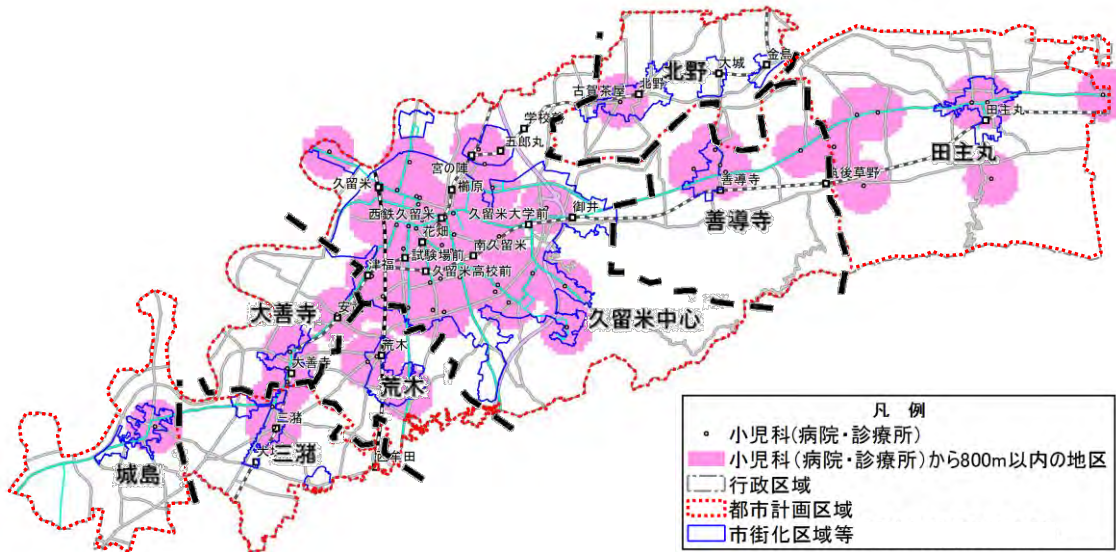 金島
大城
北野
北野
古賀茶屋
学校前
五郎丸
田主丸
田主丸
宮の陣
久留米
櫛原
善導寺
筑後草野
西鉄久留米
久留米大学前
御井
善導寺
花畑
南久留米
試験場前
津福
久留米高校前
大善寺
久留米中心
荒木
大善寺
荒木
三潴
三潴
城島
凡 例
小児科(病院・診療所)
小児科(病院・診療所)から800m以内の地区
行政区域
都市計画区域
市街化区域等